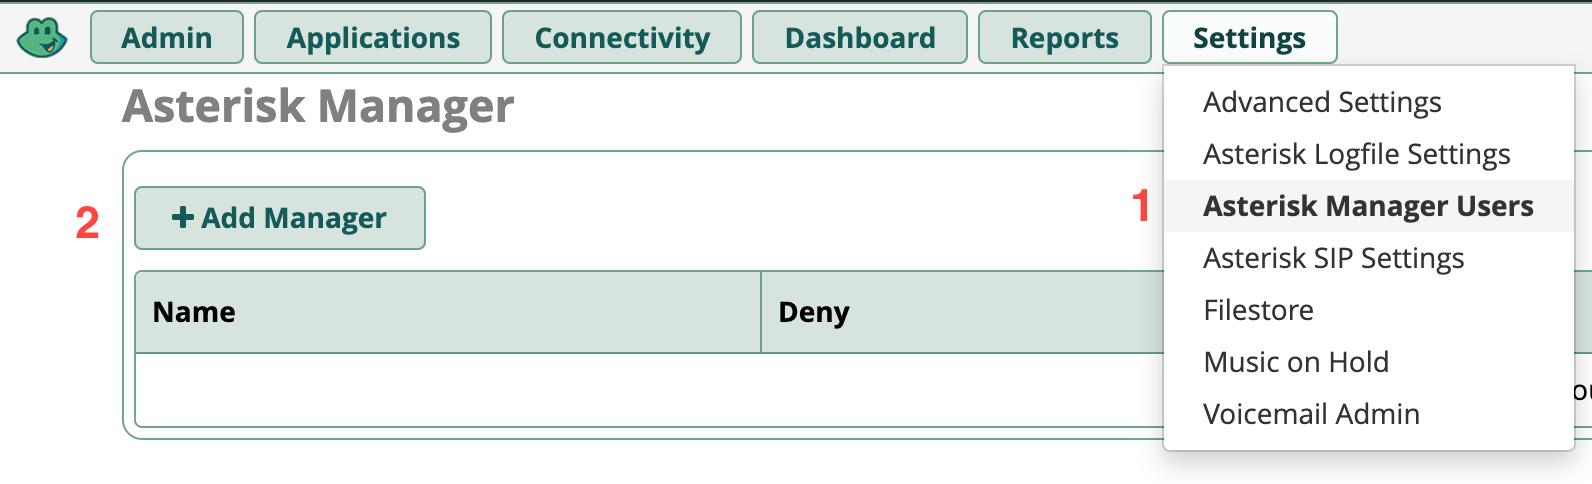 Admin Applications Connectivity Dashboard Reports Settings
Asterisk Manager
Advanced Settings
Asterisk Logfile Settings
1 Asterisk Manager Users
Asterisk SIP Settings
Filestore
Music on Hold
Voicemail Admin
2 + Add Manager
Name Deny